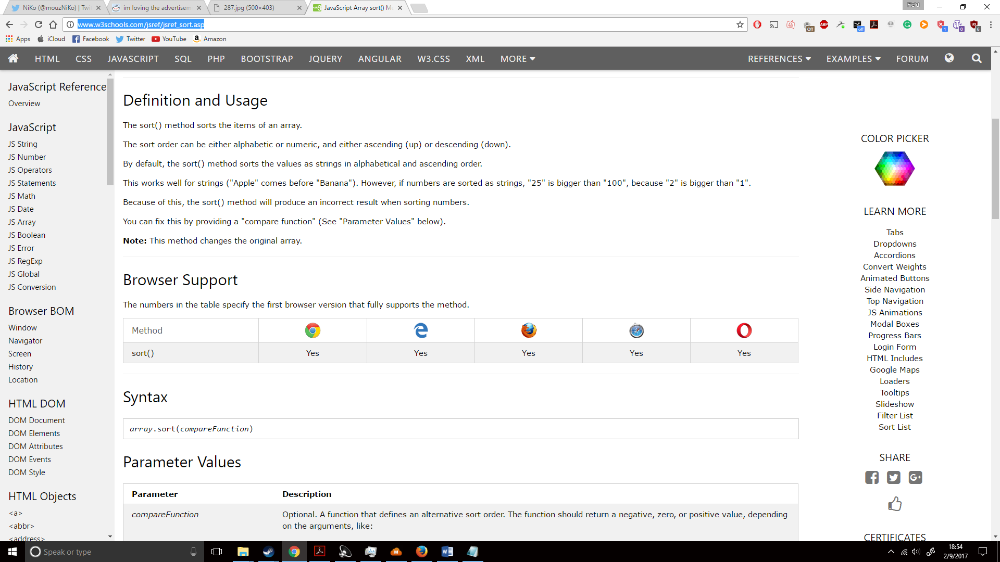 NiKo (@mouzNiKo) | Twi
im loving the advertisem
287.jpg (500×403)
JavaScript Array sort() M
Field
www.w3schools.com/jsref/jsref_sort.asp
Apps iCloud Facebook Twitter YouTube Amazon
HTML CSS JAVASCRIPT SQL PHP BOOTSTRAP JQUERY ANGULAR W3.CSS XML MORE REFERENCES EXAMPLES FORUM
JavaScript Reference
Overview
JavaScript
JS String
JS Number
JS Operators
JS Statements
JS Math
JS Date
JS Array
JS Boolean
JS Error
JS RegExp
JS Global
JS Conversion
Browser BOM
Window
Navigator
Screen
History
Location
HTML DOM
DOM Document
DOM Elements
DOM Attributes
DOM Events
DOM Style
HTML Objects
<a>
<abbr>
<address>
Definition and Usage
The sort() method sorts the items of an array.
The sort order can be either alphabetic or numeric, and either ascending (up) or descending (down).
By default, the sort() method sorts the values as strings in alphabetical and ascending order.
This works well for strings ("Apple" comes before "Banana"). However, if numbers are sorted as strings, "25" is bigger than "100", because "2" is bigger than "1".
Because of this, the sort() method will produce an incorrect result when sorting numbers.
You can fix this by providing a "compare function" (See "Parameter Values" below).
Note: This method changes the original array.
Browser Support
The numbers in the table specify the first browser version that fully supports the method.
Method
sort() Yes Yes Yes Yes Yes
Syntax
array.sort(compareFunction)
Parameter Values
Parameter Description
compareFunction Optional. A function that defines an alternative sort order. The function should return a negative, zero, or positive value, depending
on the arguments, like:
COLOR PICKER
LEARN MORE
Tabs
Dropdowns
Accordions
Convert Weights
Animated Buttons
Side Navigation
Top Navigation
JS Animations
Modal Boxes
Progress Bars
Login Form
HTML Includes
Google Maps
Loaders
Tooltips
Slideshow
Filter List
Sort List
SHARE
CERTIFICATES
Speak or type
18:54
2/9/2017